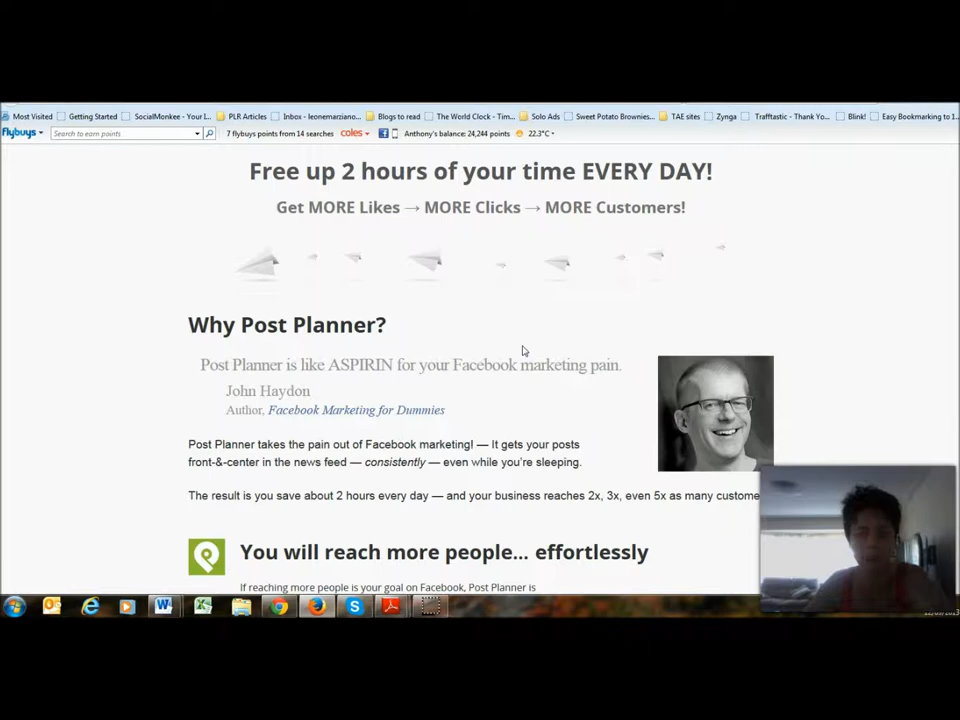 Most Visited Getting Started SocialMonkee - Your I... PLR Articles Inbox - leonemarziano... Blogs to read The World Clock - Tim... Solo Ads Sweet Potato Brownies... TAE sites Zynga Trafftastic - Thank Yo... Blink! Easy Bookmarking to 1
flybuys Search to earn points 7 flybuys points from 14 searches coles Anthony's balance: 24,244 points 22.3°C
Free up 2 hours of your time EVERY DAY!
Get MORE Likes → MORE Clicks → MORE Customers!
Why Post Planner?
Post Planner is like ASPIRIN for your Facebook marketing pain.
John Haydon
Author, Facebook Marketing for Dummies
Post Planner takes the pain out of Facebook marketing! — It gets your posts
front-&-center in the news feed — consistently — even while you're sleeping.
The result is you save about 2 hours every day — and your business reaches 2x, 3x, even 5x as many custome
You will reach more people... effortlessly
If reaching more people is your goal on Facebook, Post Planner is